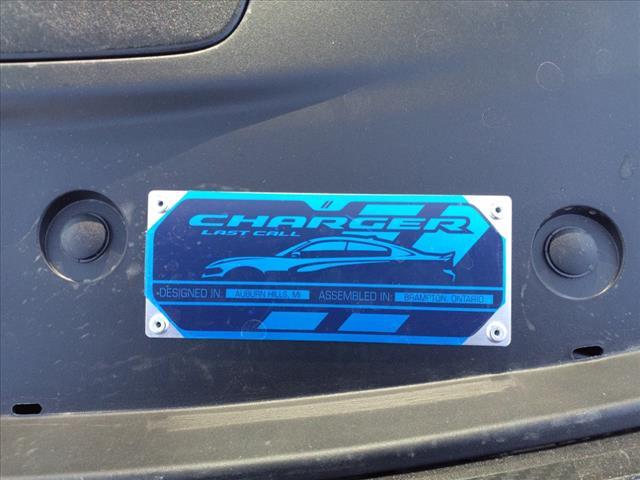 CHARGER
LAST CALL
DESIGNED IN: AUBURN HILLS, MI ASSEMBLED IN: BRAMPTON, ONTARIO